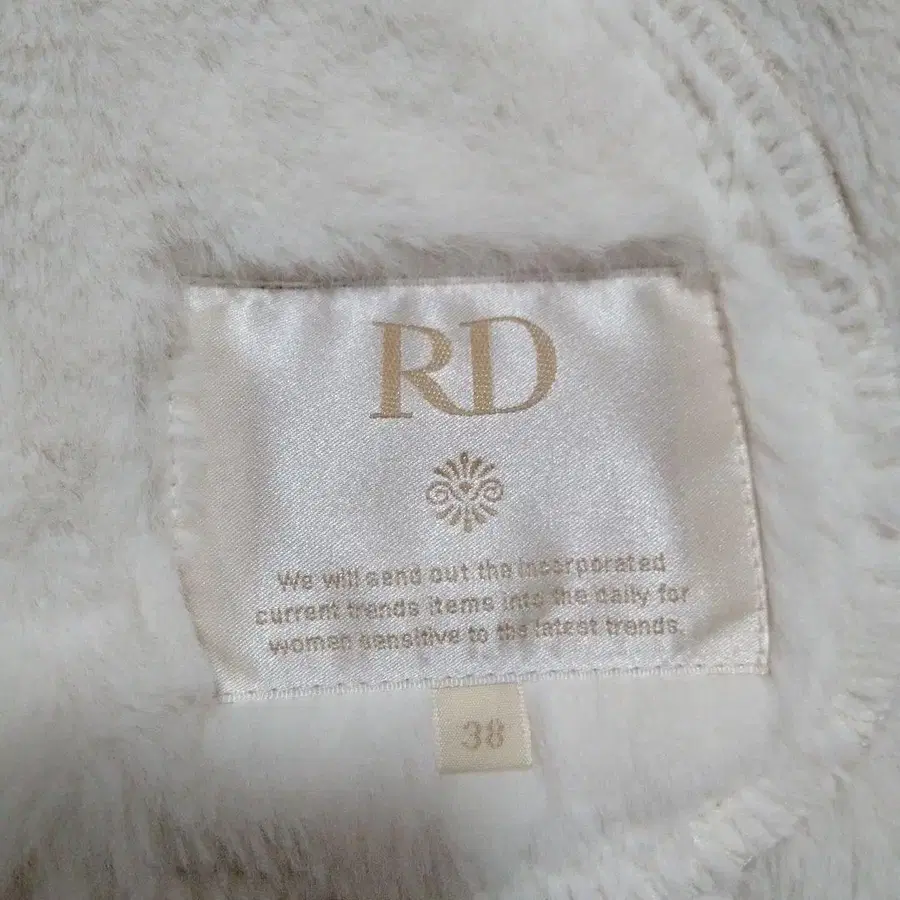 RD
We will send out the incorporated
current trends items into the daily for
woman sensitive to the latest trends.
38